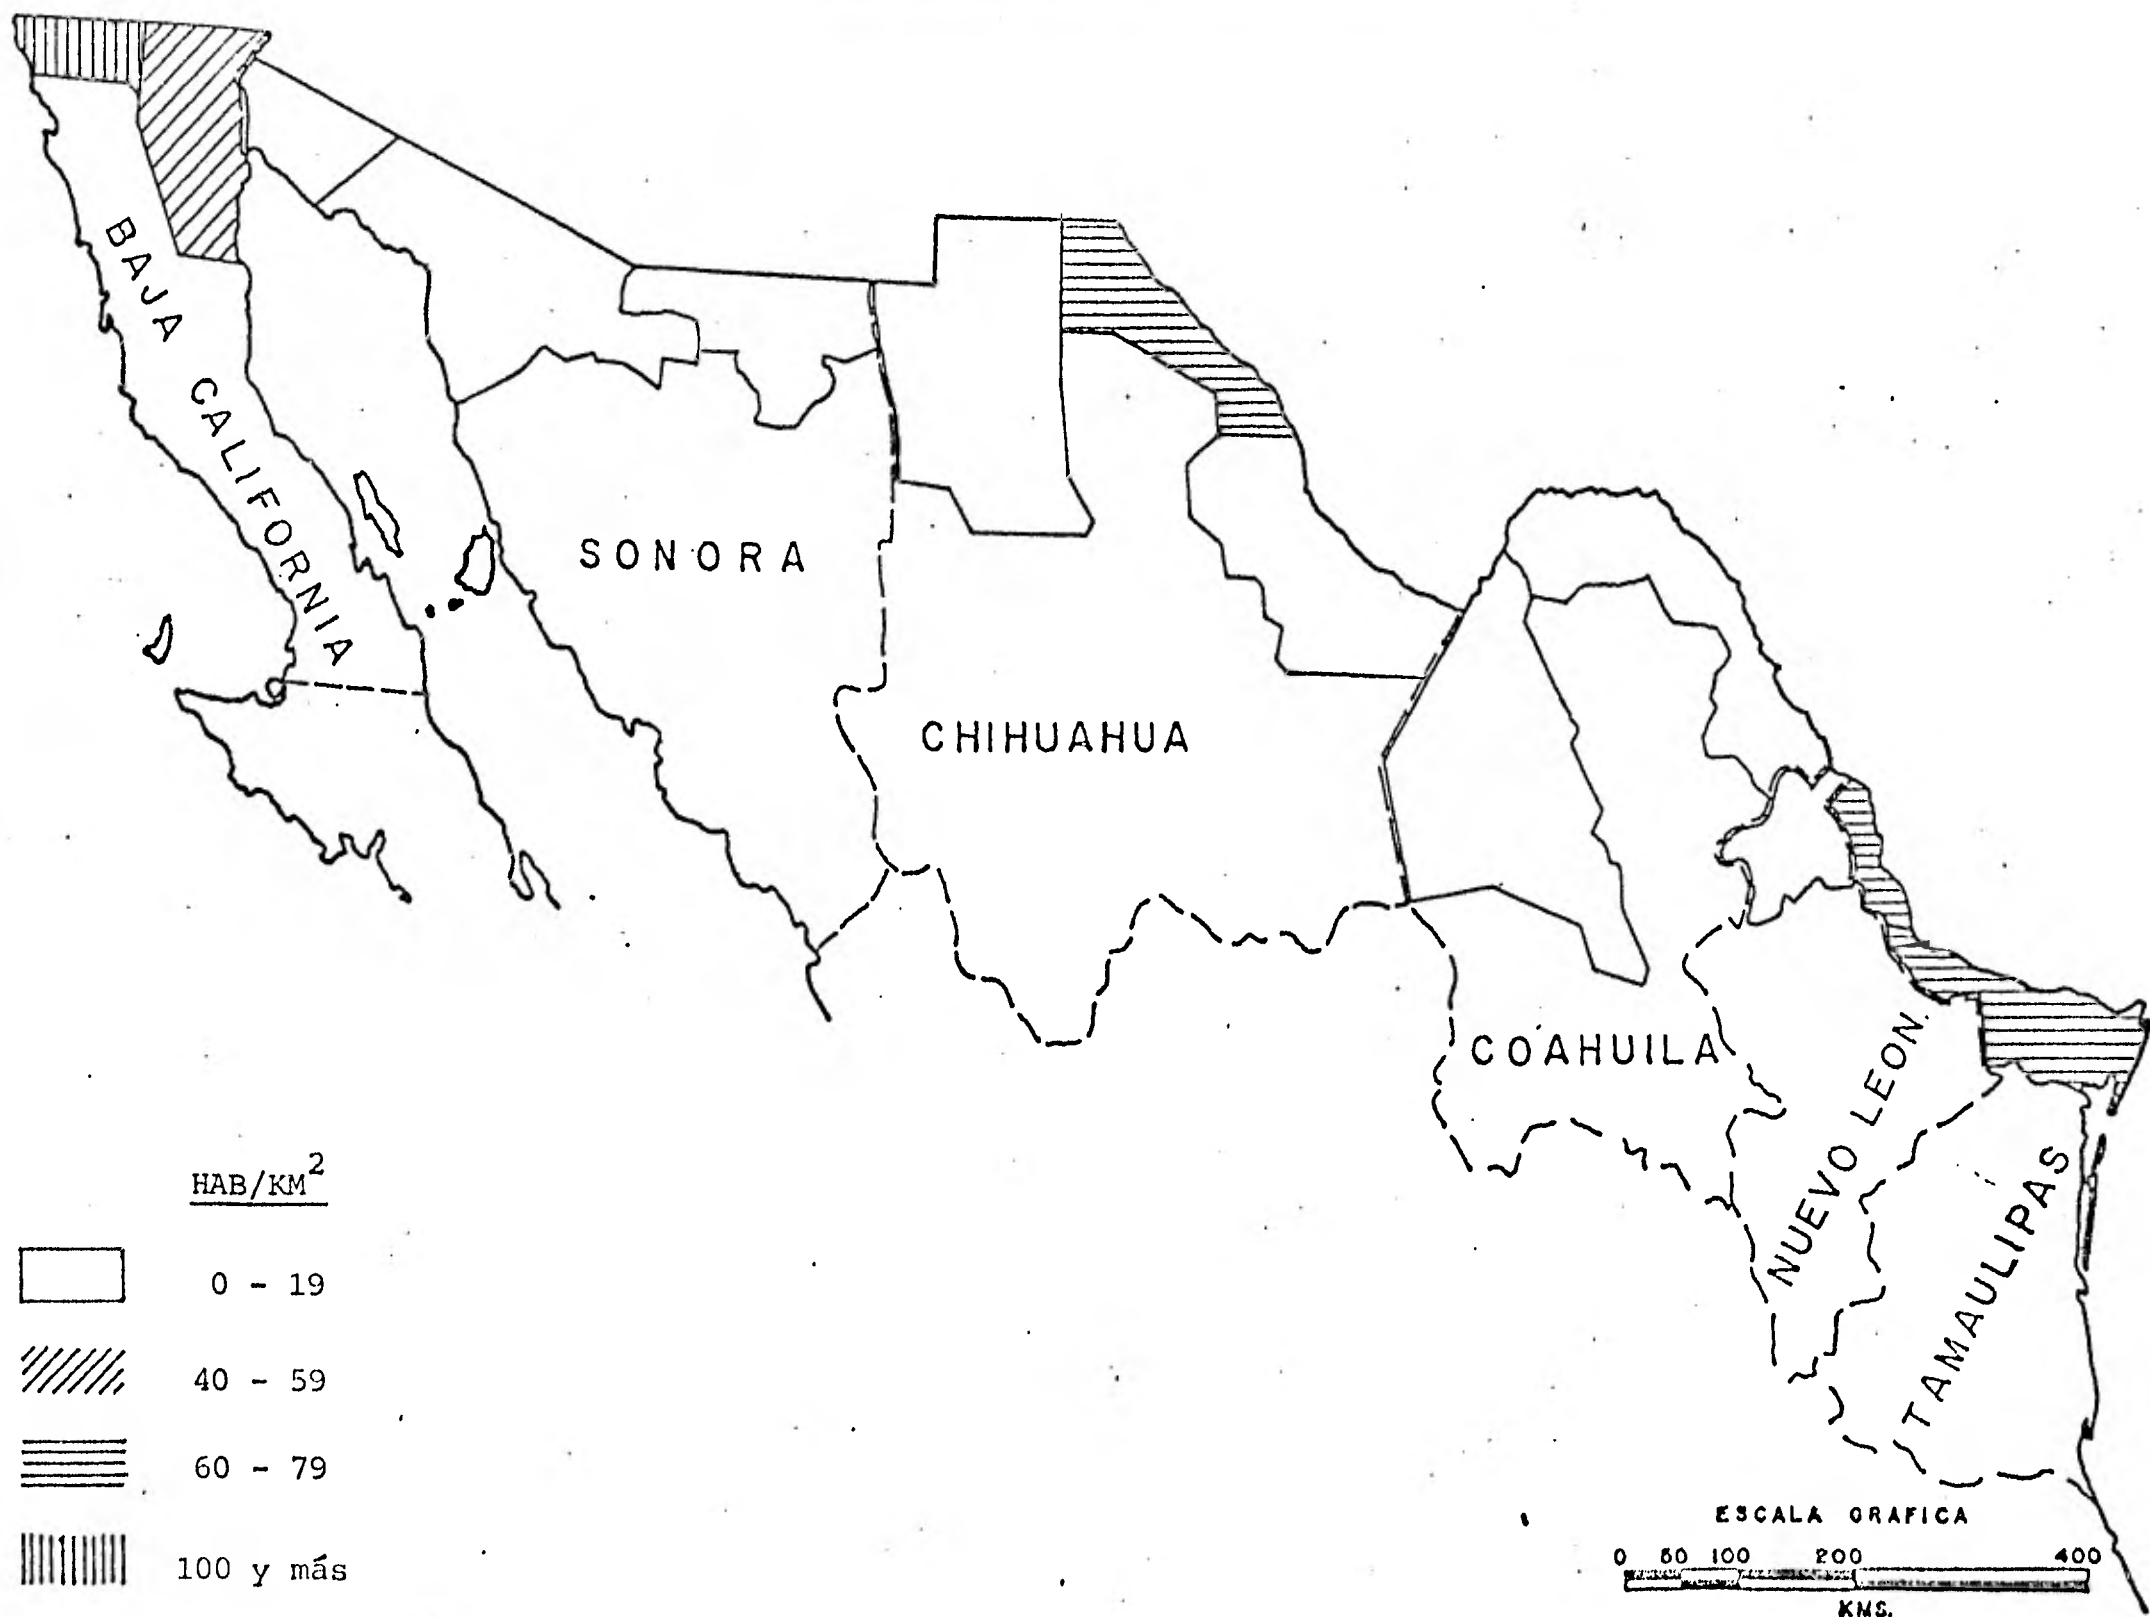 BAJA CALIFORNIA
SONORA
CHIHUAHUA
COAHUILA
NUEVO LEON.
TAMAULIPAS
HAB/KM²
0 - 19
40 - 59
60 - 79
100 y más
ESCALA GRAFICA
0 50 100 200 400
KMS.